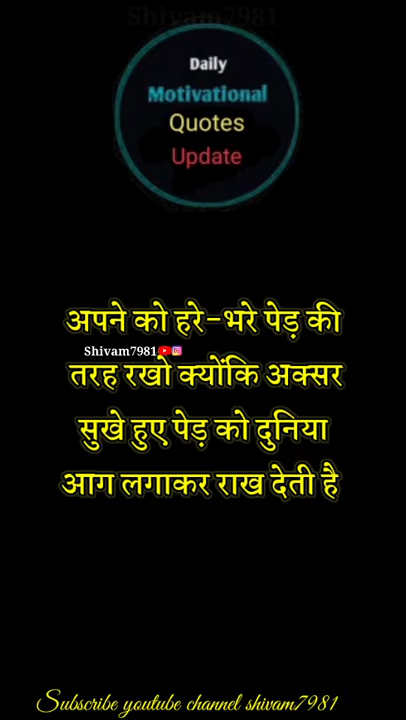 Shivam7981
Daily
Motivational
Quotes
Update
अपने को हरे-भरे पेड़ की
Shivam7981
तरह रखो क्योंकि अक्सर
सुखे हुए पेड़ को दुनिया
आग लगाकर राख देती है
Subscribe youtube channel shivam7981